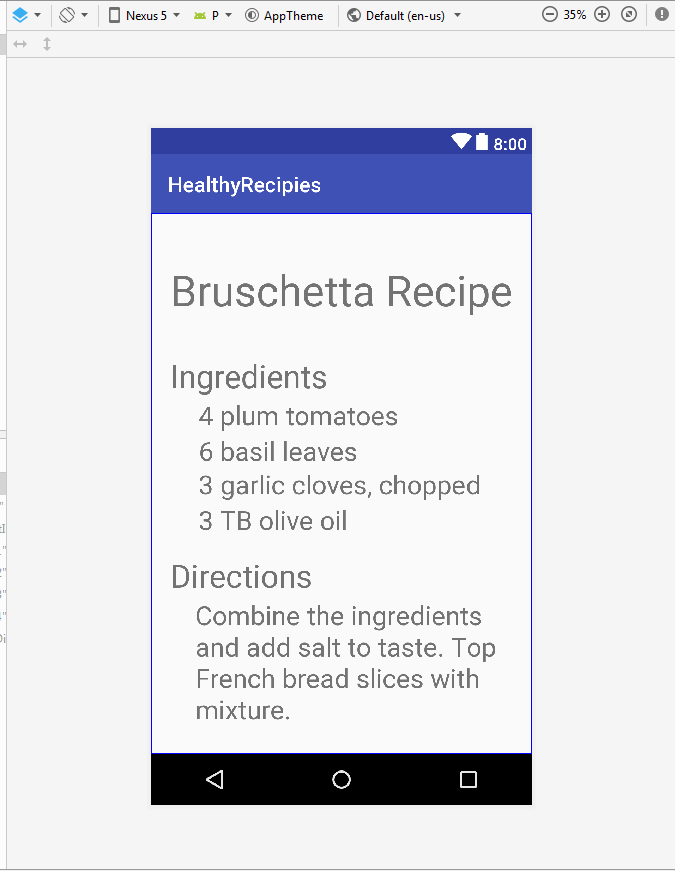 Nexus 5 P AppTheme Default (en-us) 35%
8:00
HealthyRecipies
Bruschetta Recipe
Ingredients
4 plum tomatoes
6 basil leaves
3 garlic cloves, chopped
3 TB olive oil
Directions
Combine the ingredients
and add salt to taste. Top
French bread slices with
mixture.